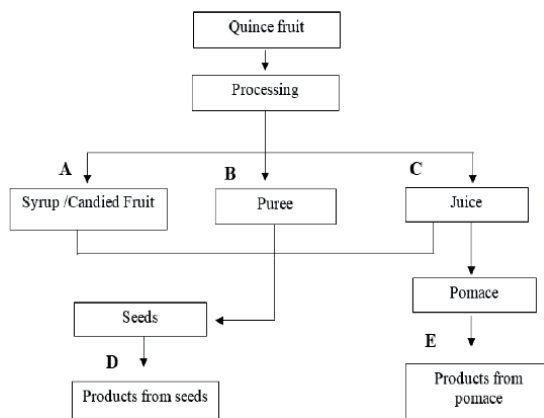 Quince fruit
Processing
A
B
C
Syrup /Candied Fruit
Puree
Juice
Pomace
Seeds
D
E
Products from seeds
Products from
pomace